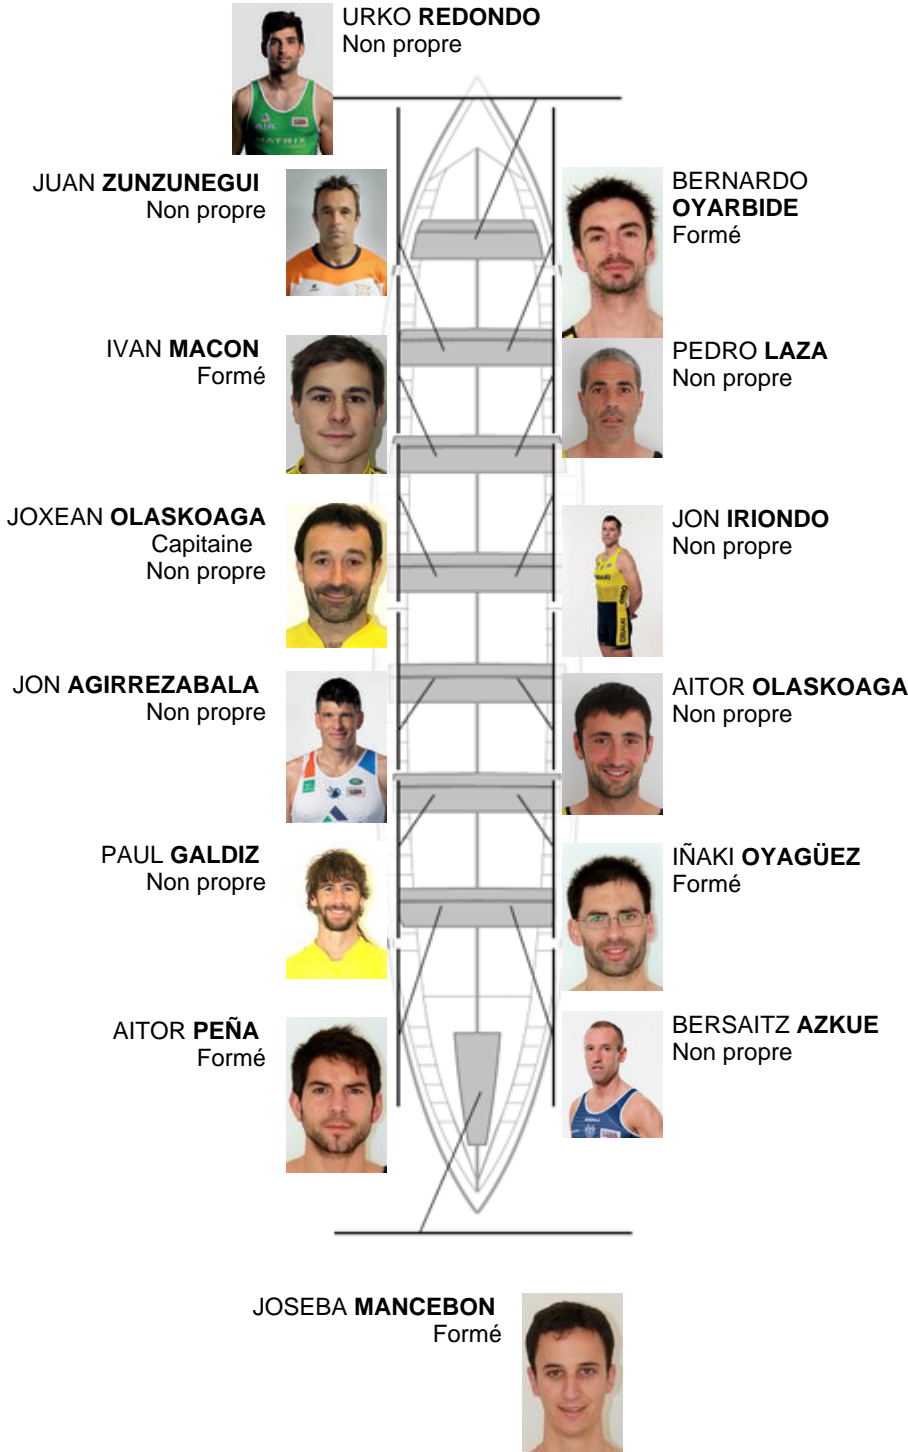 URKO REDONDO
Non propre
JUAN ZUNZUNEGUI
Non propre
BERNARDO
OYARBIDE
Formé
IVAN MACON
Formé
PEDRO LAZA
Non propre
JOXEAN OLASKOAGA
Capitaine
Non propre
JON IRIONDO
Non propre
JON AGIRREZABALA
Non propre
AITOR OLASKOAGA
Non propre
PAUL GALDIZ
Non propre
IÑAKI OYAGÜEZ
Formé
AITOR PEÑA
Formé
BERSAITZ AZKUE
Non propre
JOSEBA MANCEBON
Formé